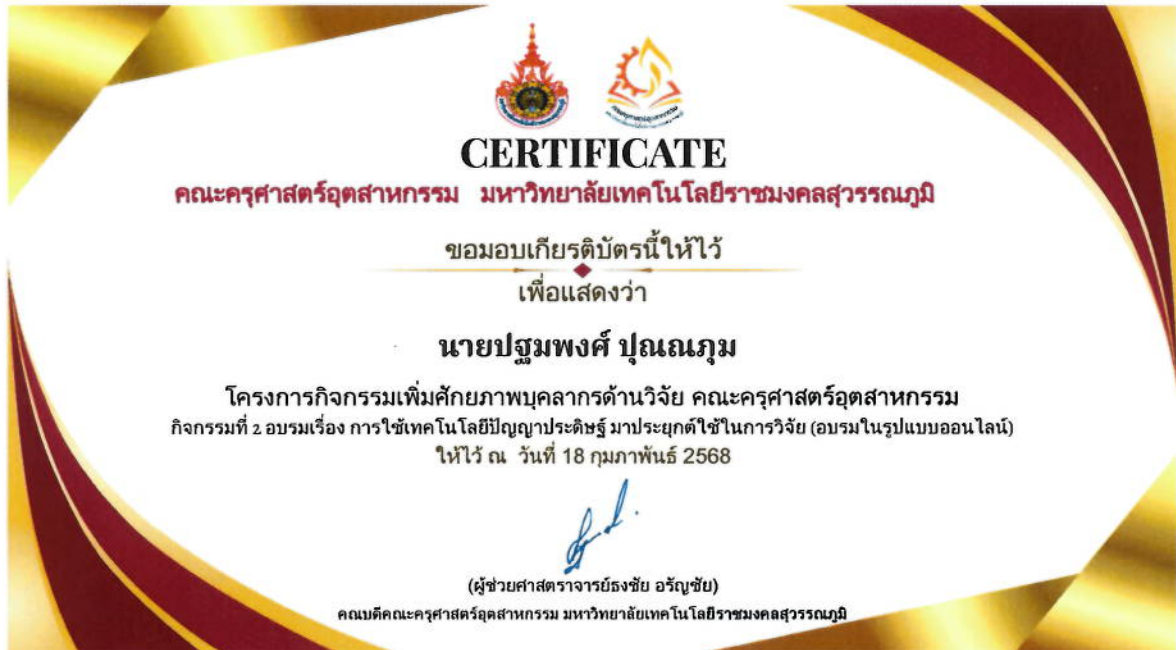 CERTIFICATE
คณะครุศาสตร์อุตสาหกรรม มหาวิทยาลัยเทคโนโลยีราชมงคลสุวรรณภูมิ
ขอมอบเกียรติบัตรนี้ให้ไว้
เพื่อแสดงว่า
นายปฐมพงศ์ ปุณณภุม
โครงการกิจกรรมเพิ่มศักยภาพบุคลากรด้านวิจัย คณะครุศาสตร์อุตสาหกรรม
กิจกรรมที่ 2 อบรมเรื่อง การใช้เทคโนโลยีปัญญาประดิษฐ์ มาประยุกต์ใช้ในการวิจัย (อบรมในรูปแบบออนไลน์)
ให้ไว้ ณ วันที่ 18 กุมภาพันธ์ 2568
(ผู้ช่วยศาสตราจารย์ธงชัย อรัญชัย)
คณบดีคณะครุศาสตร์อุตสาหกรรม มหาวิทยาลัยเทคโนโลยีราชมงคลสุวรรณภูมิ